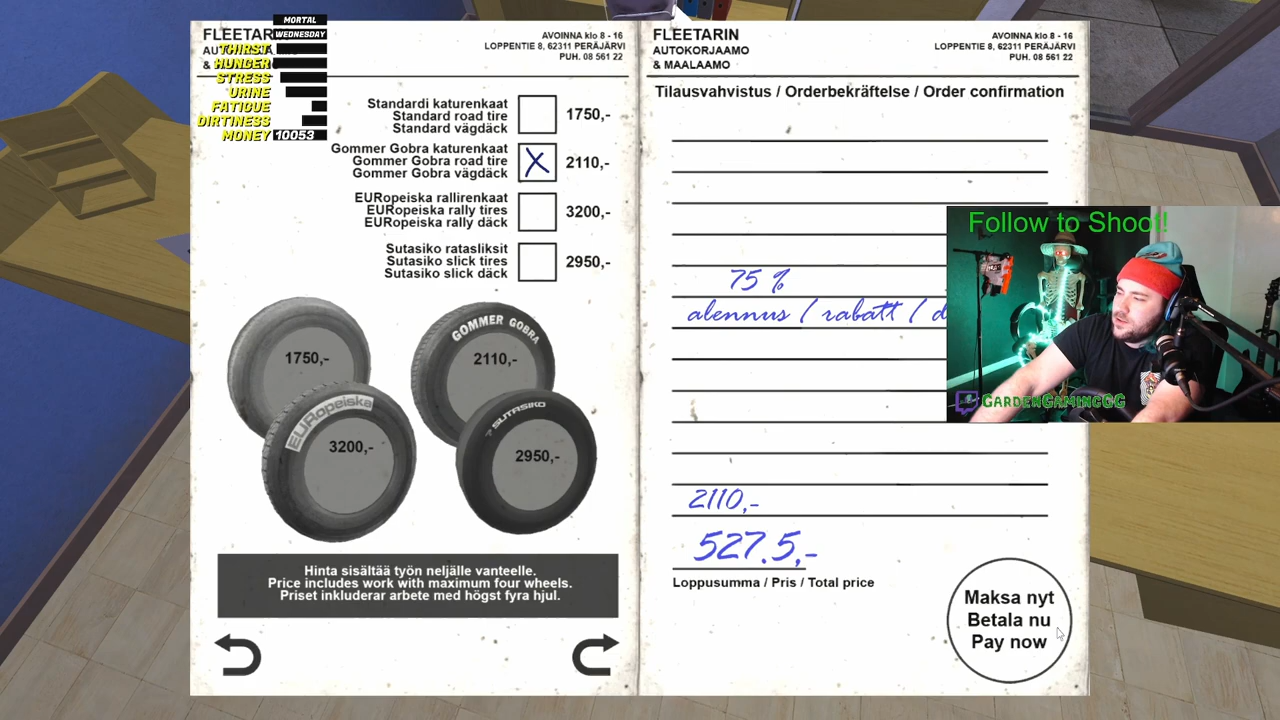 MORTAL
WEDNESDAY
THIRST
HUNGER
STRESS
URINE
FATIGUE
DIRTINESS
MONEY 10053
& MAALAAMO
AVOINNA klo 8 - 16
LOPPENTIE 8, 62311 PERÄJÄRVI
PUH. 08 561 22
Standardi katurenkaat
Standard road tire
Standard vägdäck
1750,-
Gommer Gobra katurenkaat
Gommer Gobra road tire
Gommer Gobra vägdäck
X
2110,-
EURopeiska rallirenkaat
EURopeiska rally tires
EURopeiska rally däck
3200,-
Sutasiko ratasliksit
Sutasiko slick tires
Sutasiko slick däck
2950,-
1750,-
GOMMER GOBRA
2110,-
EURopeiska
3200,-
SUTASIKO
2950,-
Hinta sisältää työn neljälle vanteelle.
Price includes work with maximum four wheels.
Priset inkluderar arbete med högst fyra hjul.
FLEETARIN
AUTOKORJAAMO
& MAALAAMO
AVOINNA klo 8 - 16
LOPPENTIE 8, 62311 PERÄJÄRVI
PUH. 08 561 22
Tilausvahvistus / Orderbekräftelse / Order confirmation
75 %
alennus / rabatt / d
2110,-
527.5,-
Loppusumma / Pris / Total price
Maksa nyt
Betala nu
Pay now
Follow to Shoot!
GARDENGAMINGGG